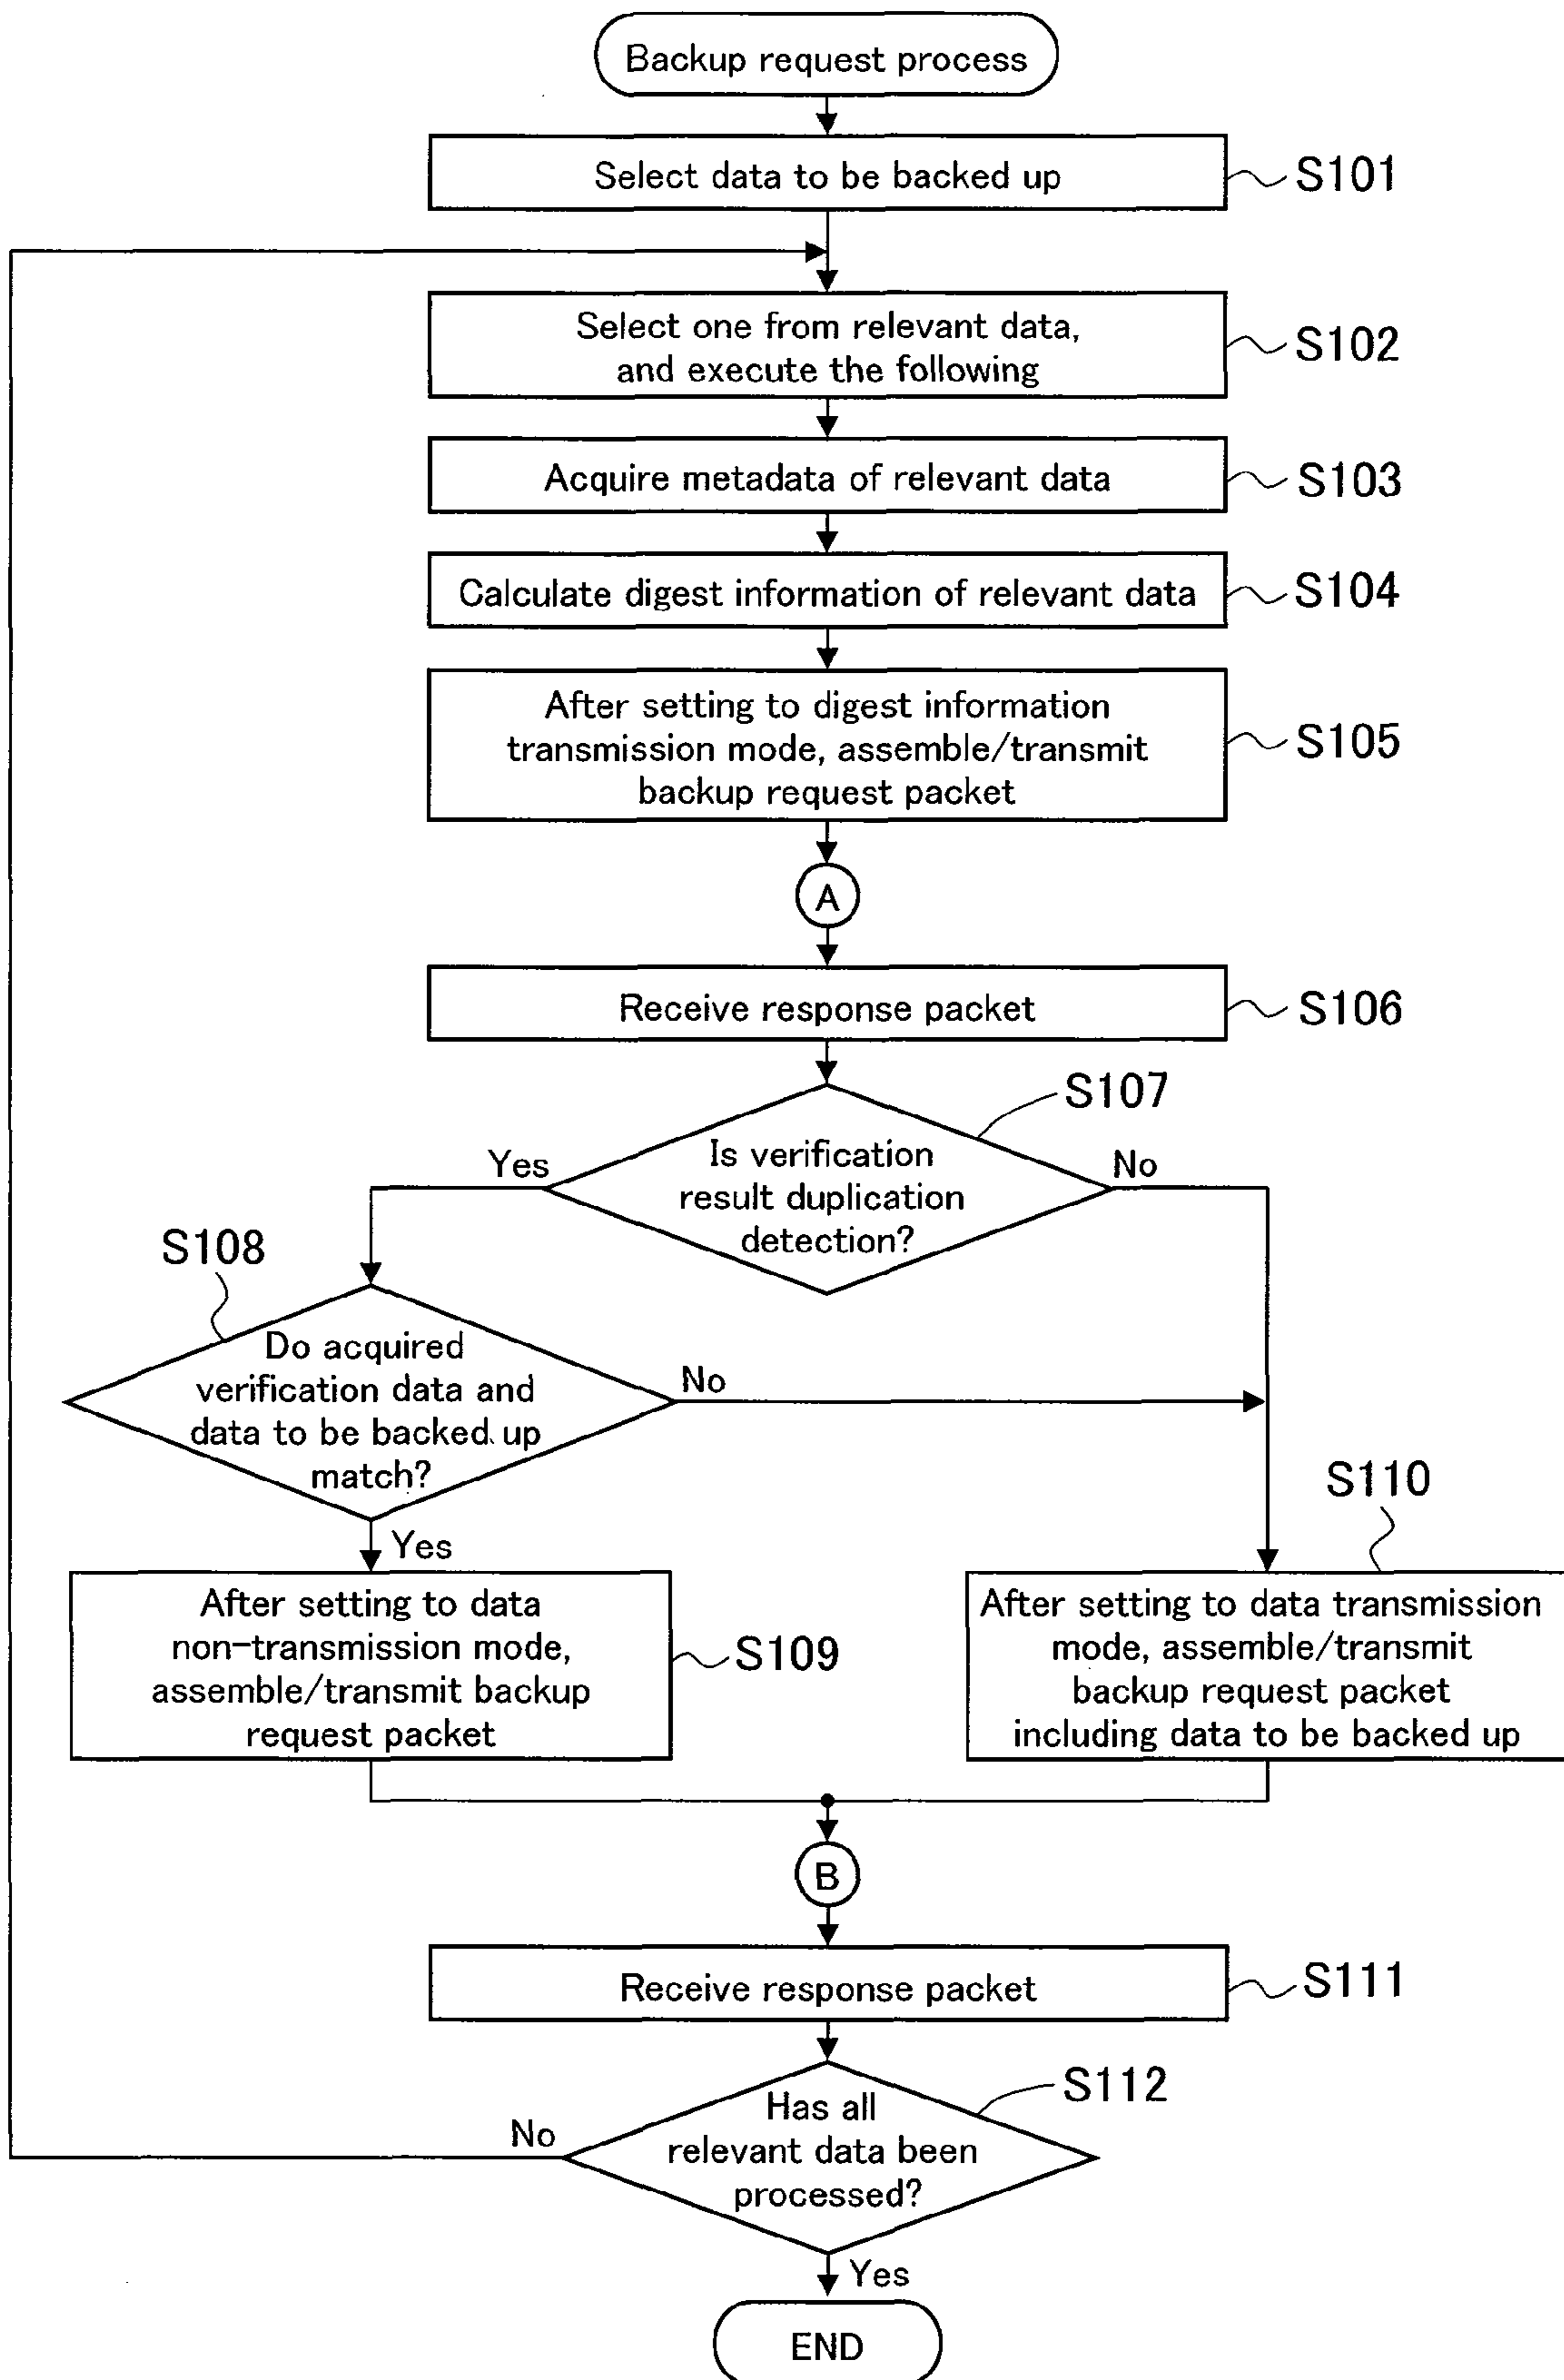 Backup request process
Select data to be backed up
S101
Select one from relevant data,
and execute the following
S102
Acquire metadata of relevant data
S103
Calculate digest information of relevant data
S104
After setting to digest information
transmission mode, assemble/transmit
backup request packet
S105
A
Receive response packet
S106
S107
Is verification
result duplication
detection?
Yes
No
S108
Do acquired
verification data and
data to be backed up
match?
No
Yes
S110
After setting to data
non-transmission mode,
assemble/transmit backup
request packet
S109
After setting to data transmission
mode, assemble/transmit
backup request packet
including data to be backed up
B
Receive response packet
S111
S112
Has all
relevant data been
processed?
No
Yes
END